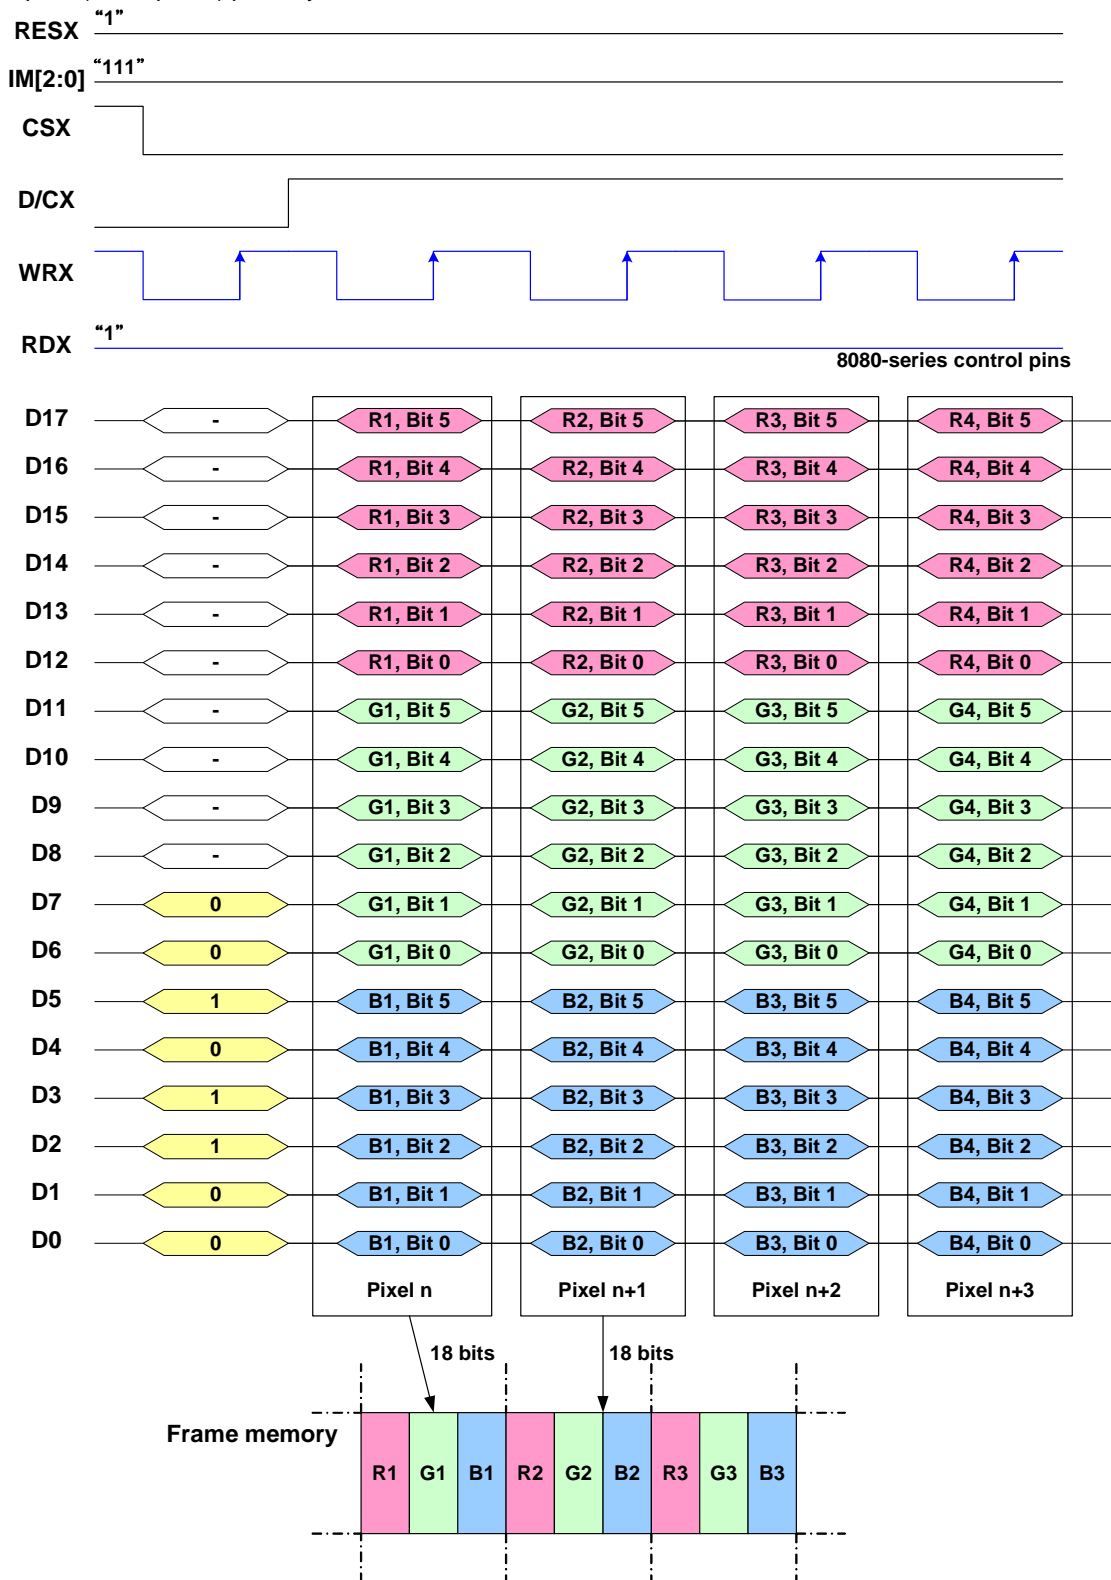 RESX “1”
IM[2:0] “111”
CSX
D/CX
WRX
RDX “1”
8080-series control pins
D17 - R1, Bit 5 R2, Bit 5 R3, Bit 5 R4, Bit 5
D16 - R1, Bit 4 R2, Bit 4 R3, Bit 4 R4, Bit 4
D15 - R1, Bit 3 R2, Bit 3 R3, Bit 3 R4, Bit 3
D14 - R1, Bit 2 R2, Bit 2 R3, Bit 2 R4, Bit 2
D13 - R1, Bit 1 R2, Bit 1 R3, Bit 1 R4, Bit 1
D12 - R1, Bit 0 R2, Bit 0 R3, Bit 0 R4, Bit 0
D11 - G1, Bit 5 G2, Bit 5 G3, Bit 5 G4, Bit 5
D10 - G1, Bit 4 G2, Bit 4 G3, Bit 4 G4, Bit 4
D9 - G1, Bit 3 G2, Bit 3 G3, Bit 3 G4, Bit 3
D8 - G1, Bit 2 G2, Bit 2 G3, Bit 2 G4, Bit 2
D7 0 G1, Bit 1 G2, Bit 1 G3, Bit 1 G4, Bit 1
D6 0 G1, Bit 0 G2, Bit 0 G3, Bit 0 G4, Bit 0
D5 1 B1, Bit 5 B2, Bit 5 B3, Bit 5 B4, Bit 5
D4 0 B1, Bit 4 B2, Bit 4 B3, Bit 4 B4, Bit 4
D3 1 B1, Bit 3 B2, Bit 3 B3, Bit 3 B4, Bit 3
D2 1 B1, Bit 2 B2, Bit 2 B3, Bit 2 B4, Bit 2
D1 0 B1, Bit 1 B2, Bit 1 B3, Bit 1 B4, Bit 1
D0 0 B1, Bit 0 B2, Bit 0 B3, Bit 0 B4, Bit 0
Pixel n Pixel n+1 Pixel n+2 Pixel n+3
18 bits 18 bits
Frame memory
R1 G1 B1 R2 G2 B2 R3 G3 B3